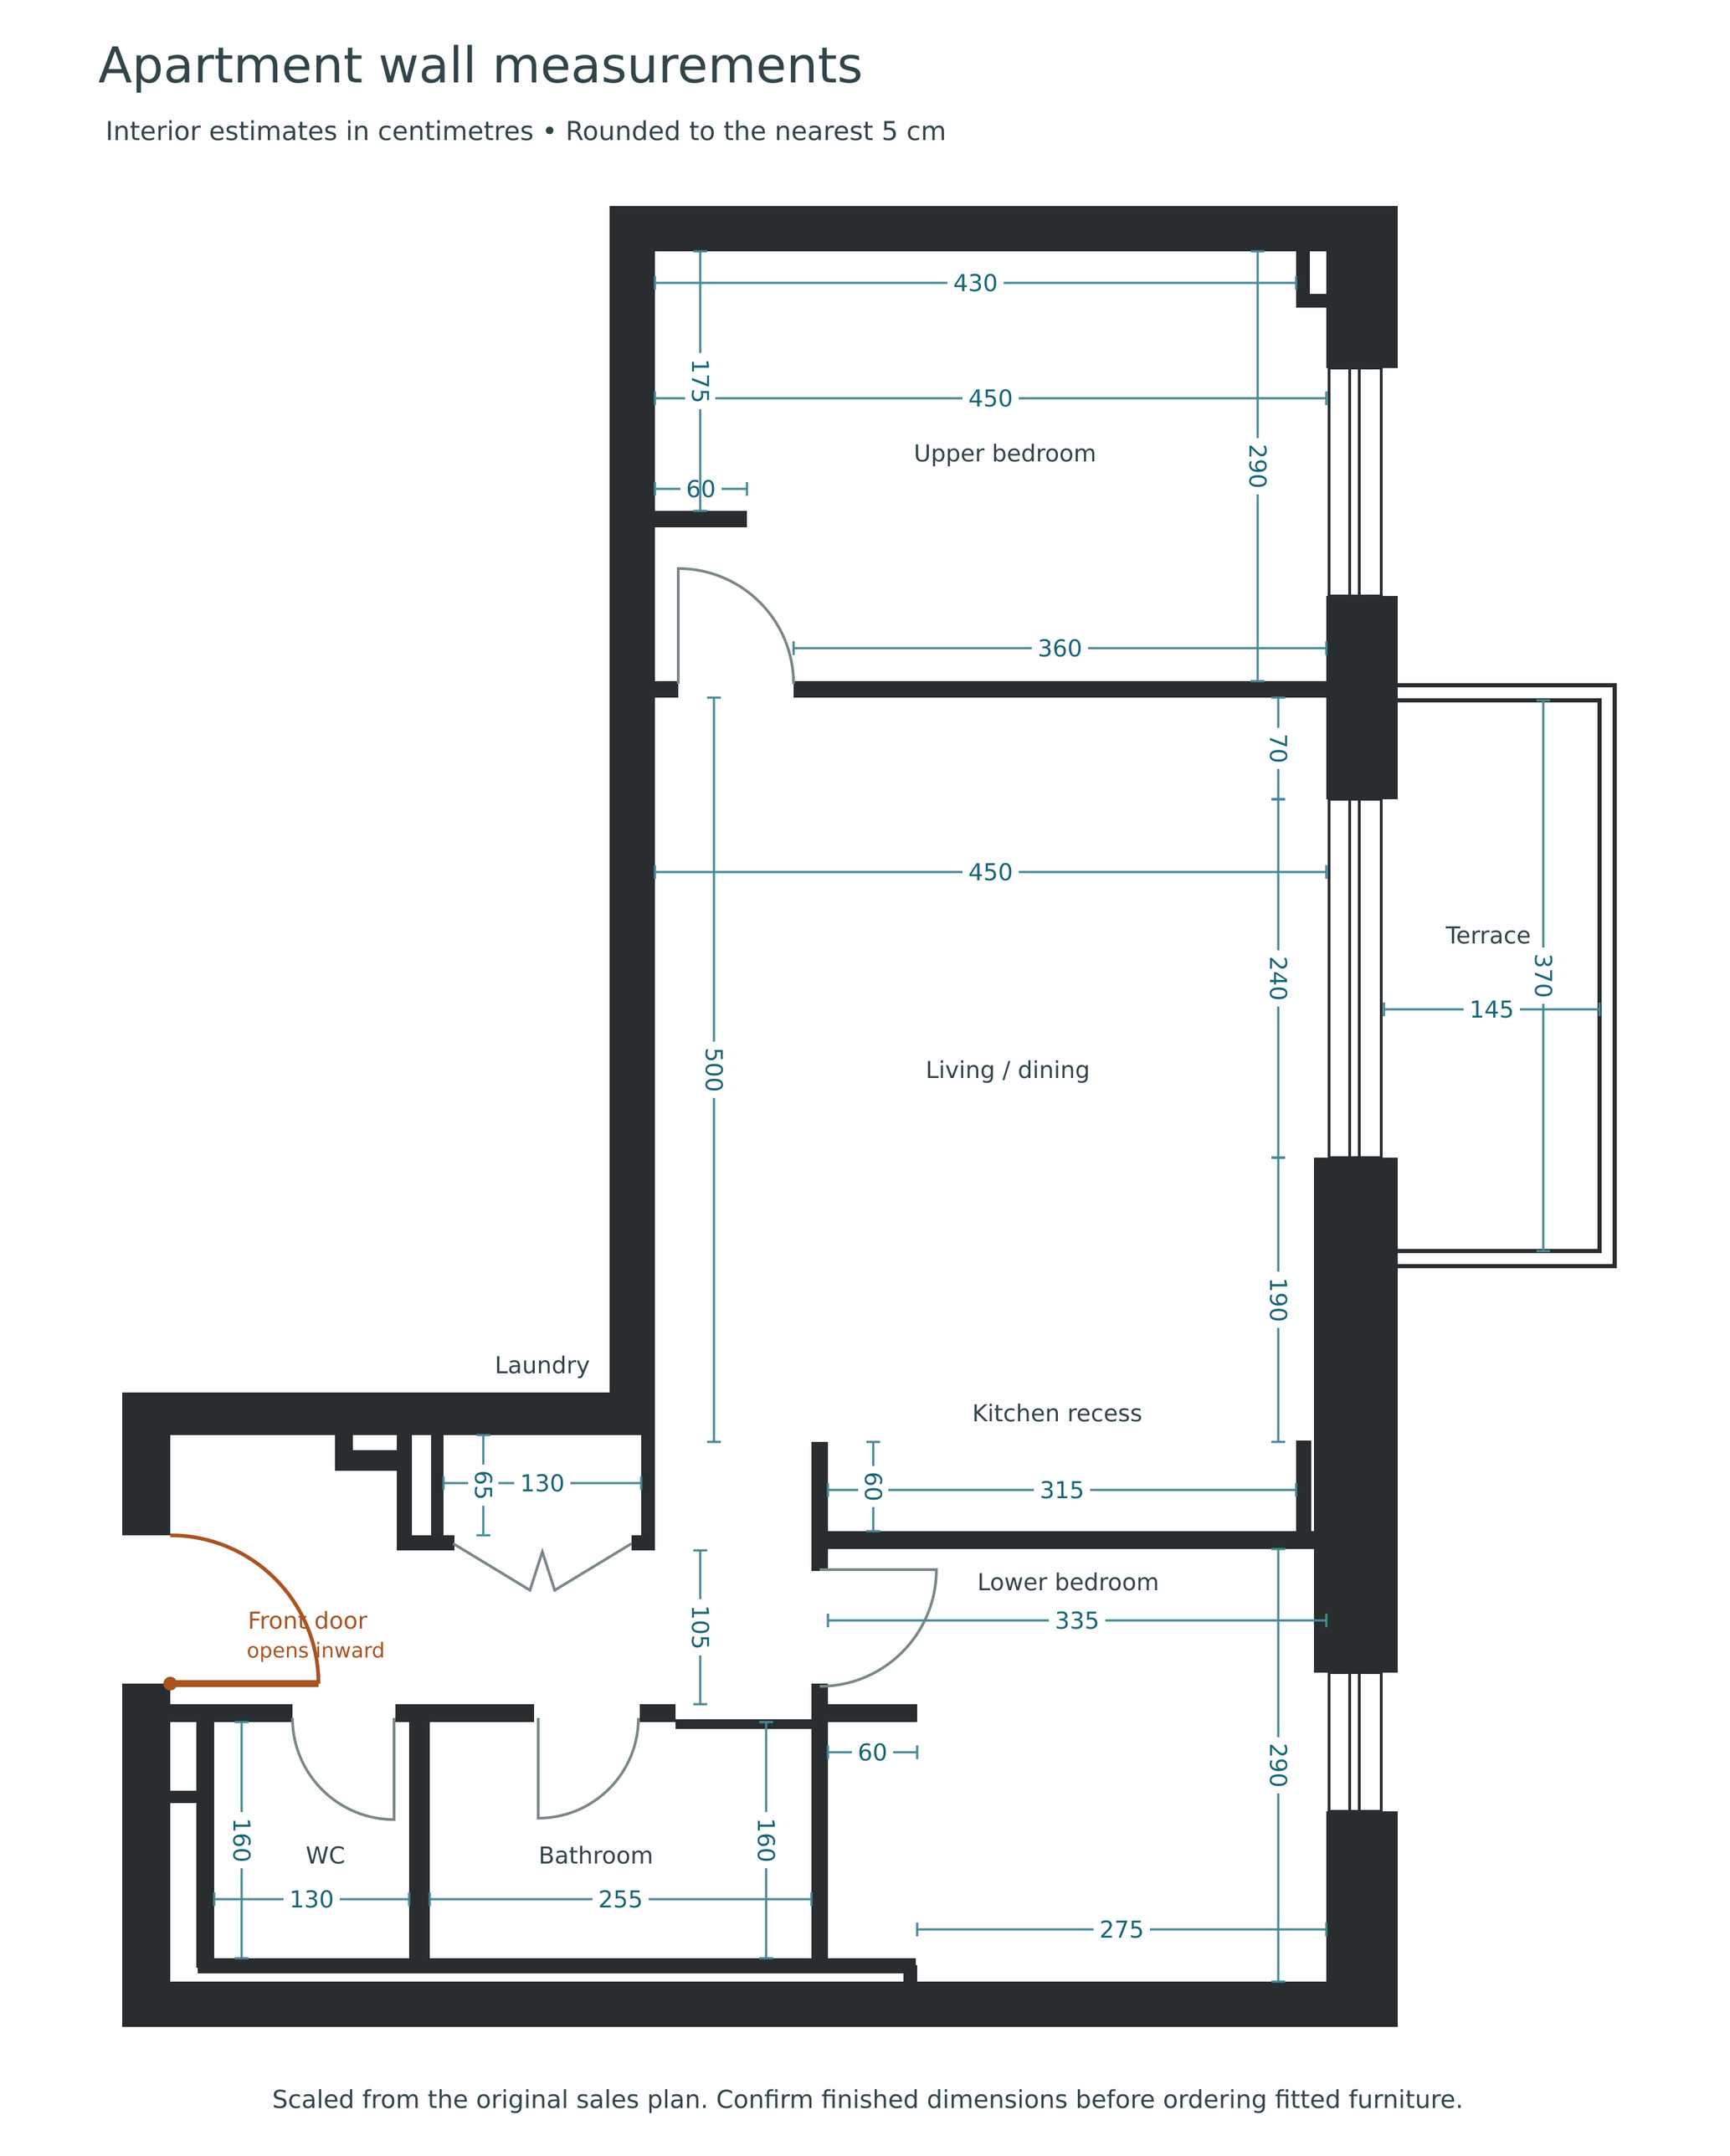 Apartment wall measurements
Interior estimates in centimetres • Rounded to the nearest 5 cm
430
175
450
Upper bedroom
290
60
360
70
450
Terrace
240
370
145
500
Living / dining
190
Laundry
Kitchen recess
65
130
60
315
Lower bedroom
Front door
335
105
opens inward
60
290
160
WC
Bathroom
160
130
255
275
Scaled from the original sales plan. Confirm finished dimensions before ordering fitted furniture.